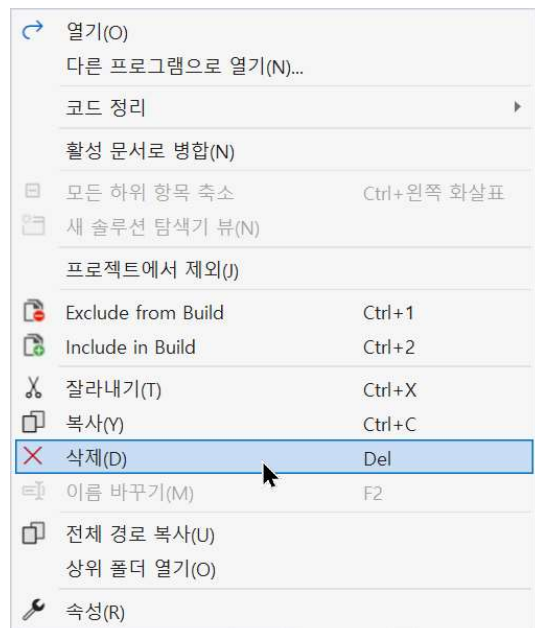 열기(O)
다른 프로그램으로 열기(N)...
코드 정리
활성 문서로 병합(N)
모든 하위 항목 축소 Ctrl+왼쪽 화살표
새 솔루션 탐색기 뷰(N)
프로젝트에서 제외(J)
Exclude from Build Ctrl+1
Include in Build Ctrl+2
잘라내기(T) Ctrl+X
복사(Y) Ctrl+C
삭제(D) Del
이름 바꾸기(M) F2
전체 경로 복사(U)
상위 폴더 열기(O)
속성(R)